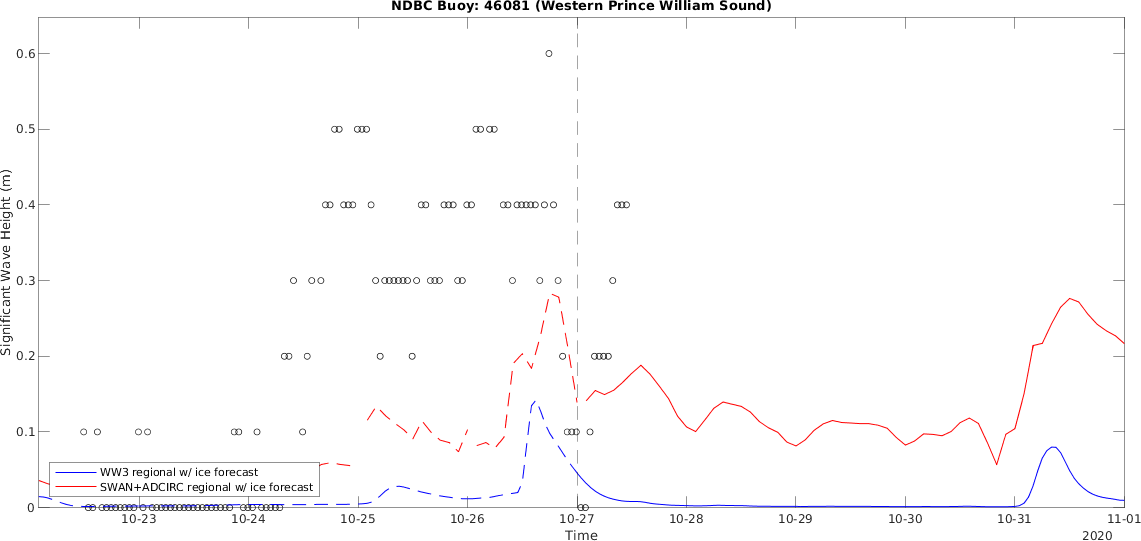 NDBC Buoy: 46081 (Western Prince William Sound)
Significant Wave Height (m)
0.6
0.5
0.4
0.3
0.2
0.1
0
WW3 regional w/ ice forecast
SWAN+ADCIRC regional w/ ice forecast
10-23 10-24 10-25 10-26 10-27 10-28 10-29 10-30 10-31 11-01
Time
2020